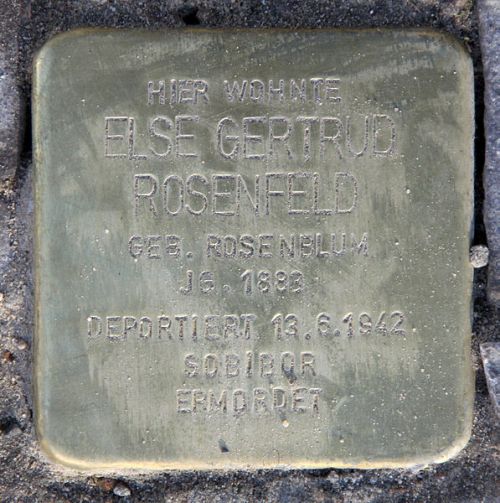 HIER WOHNTE
ELSE GERTRUD
ROSENFELD
GEB. ROSENBLUM
JG. 1883
DEPORTIERT 13.6.1942
SOBIBOR
ERMORDET